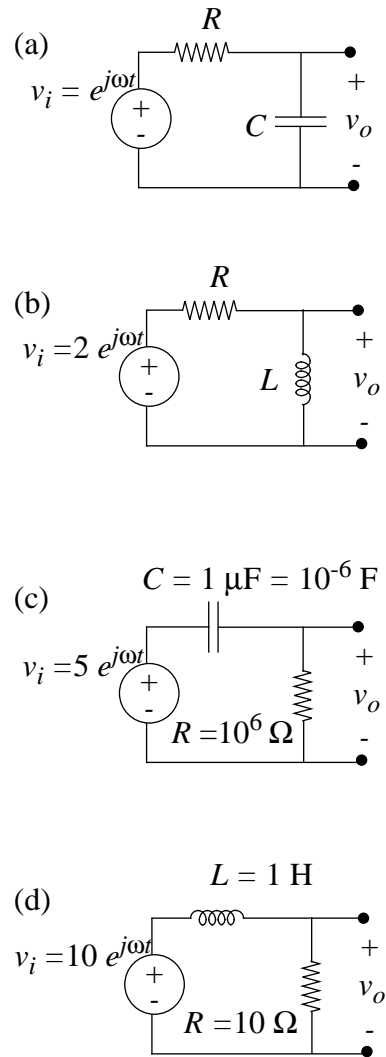 (a)
R
v_i = e^{jωt}
+
-
C
+
v_o
-
(b)
R
v_i =2 e^{jωt}
+
-
L
+
v_o
-
(c)
C = 1 μF = 10^{-6} F
v_i =5 e^{jωt}
+
-
R =10^6 Ω
+
v_o
-
(d)
L = 1 H
v_i =10 e^{jωt}
+
-
R =10 Ω
+
v_o
-